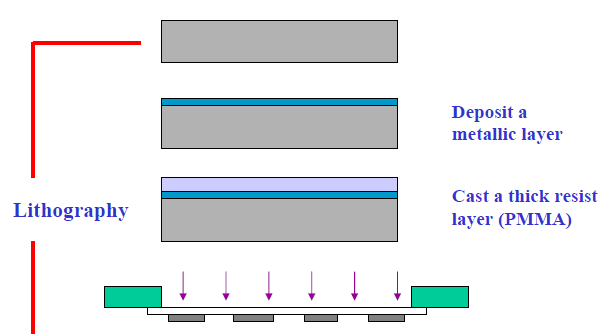 Deposit a
metallic layer
Lithography
Cast a thick resist
layer (PMMA)